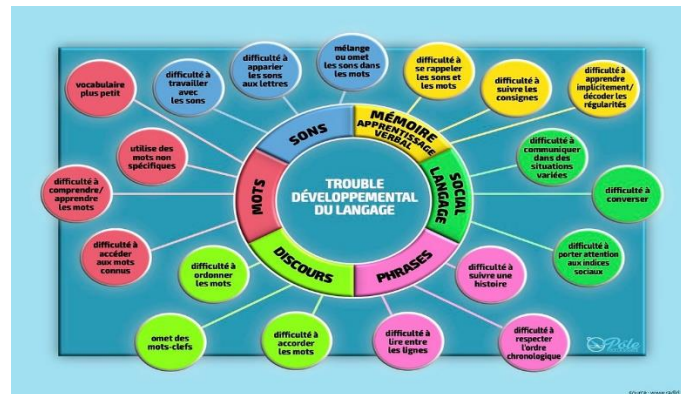 mélange
ou omet
les sons dans
les mots
difficulté à
apparier
les sons
aux lettres
difficulté à
se rappeler
les sons et
les mots
difficulté à
travailler
avec
les sons
difficulté à
suivre les
consignes
difficulté à
apprendre
implicitement/
décoder les
régularités
vocabulaire
plus petit
SONS
MÉMOIRE
APPRENTISSAGE
VERBAL
utilise des
mots non
spécifiques
difficulté à
communiquer
dans des
situations
variées
difficulté à
comprendre/
apprendre
les mots
MOTS
TROUBLE
DÉVELOPPEMENTAL
DU LANGAGE
SOCIAL
LANGAGE
difficulté à
converser
difficulté à
accéder
aux mots
connus
difficulté à
porter attention
aux indices
sociaux
difficulté à
ordonner
les mots
DISCOURS
PHRASES
difficulté à
suivre une
histoire
omet des
mots-clefs
difficulté à
accorder
les mots
difficulté à
lire entre
les lignes
difficulté à
respecter
l'ordre
chronologique
Pôle